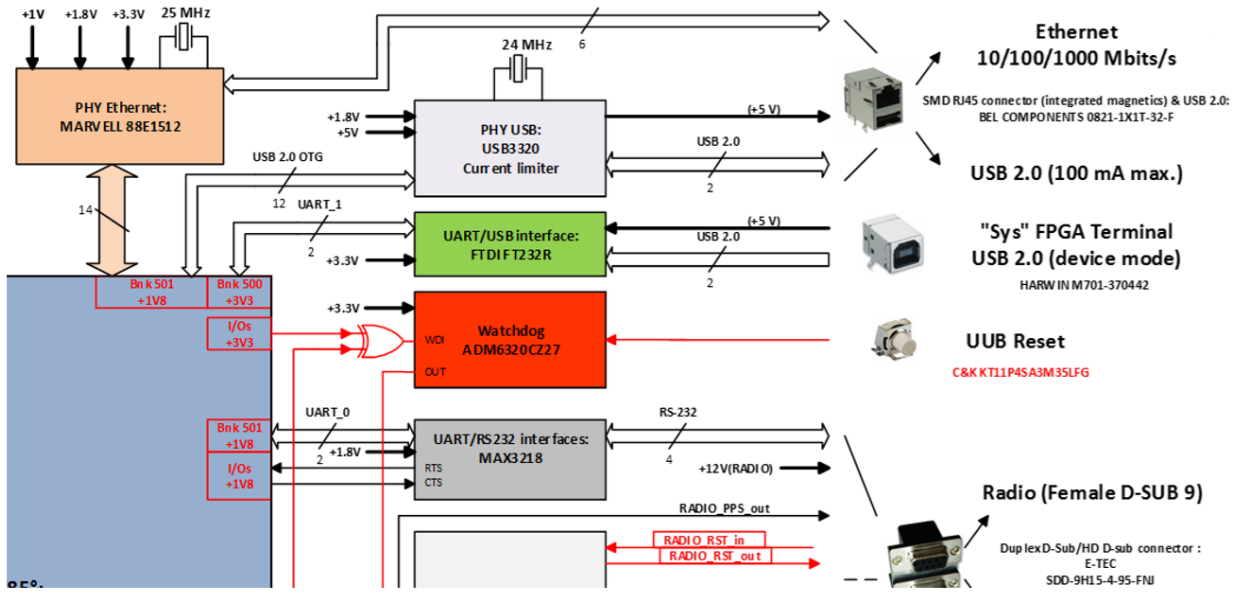 +1V
+1.8V
+3.3V
25 MHz
6
Ethernet
10/100/1000 Mbits/s
24 MHz
PHY Ethernet:
MARVELL 88E1512
SMD RJ45 connector (integrated magnetics) & USB 2.0:
BEL COMPONENTS 0821-1X1T-32-F
+1.8V
+5V
PHY USB:
USB3320
Current limiter
(+5 V)
USB 2.0
2
USB 2.0 OTG
12
USB 2.0 (100 mA max.)
14
UART_1
2
+3.3V
UART/USB interface:
FTDI FT232R
(+5 V)
USB 2.0
2
"Sys" FPGA Terminal
USB 2.0 (device mode)
HARWIN M701-370442
Bnk 501
+1V8
Bnk 500
+3V3
I/Os
+3V3
+3.3V
WDI
Watchdog
ADM6320CZ27
OUT
UUB Reset
C&K KT11P4SA3M35LFG
Bnk 501
+1V8
UART_0
2
+1.8V
UART/RS232 interfaces:
MAX3218
RTS
CTS
RS-232
4
+12V(RADIO)
I/Os
+1V8
RADIO_PPS_out
Radio (Female D-SUB 9)
RADIO_RST_in
RADIO_RST_out
Duplex D-Sub/HD D-sub connector :
E-TEC
SDD-9H15-4-95-FNJ